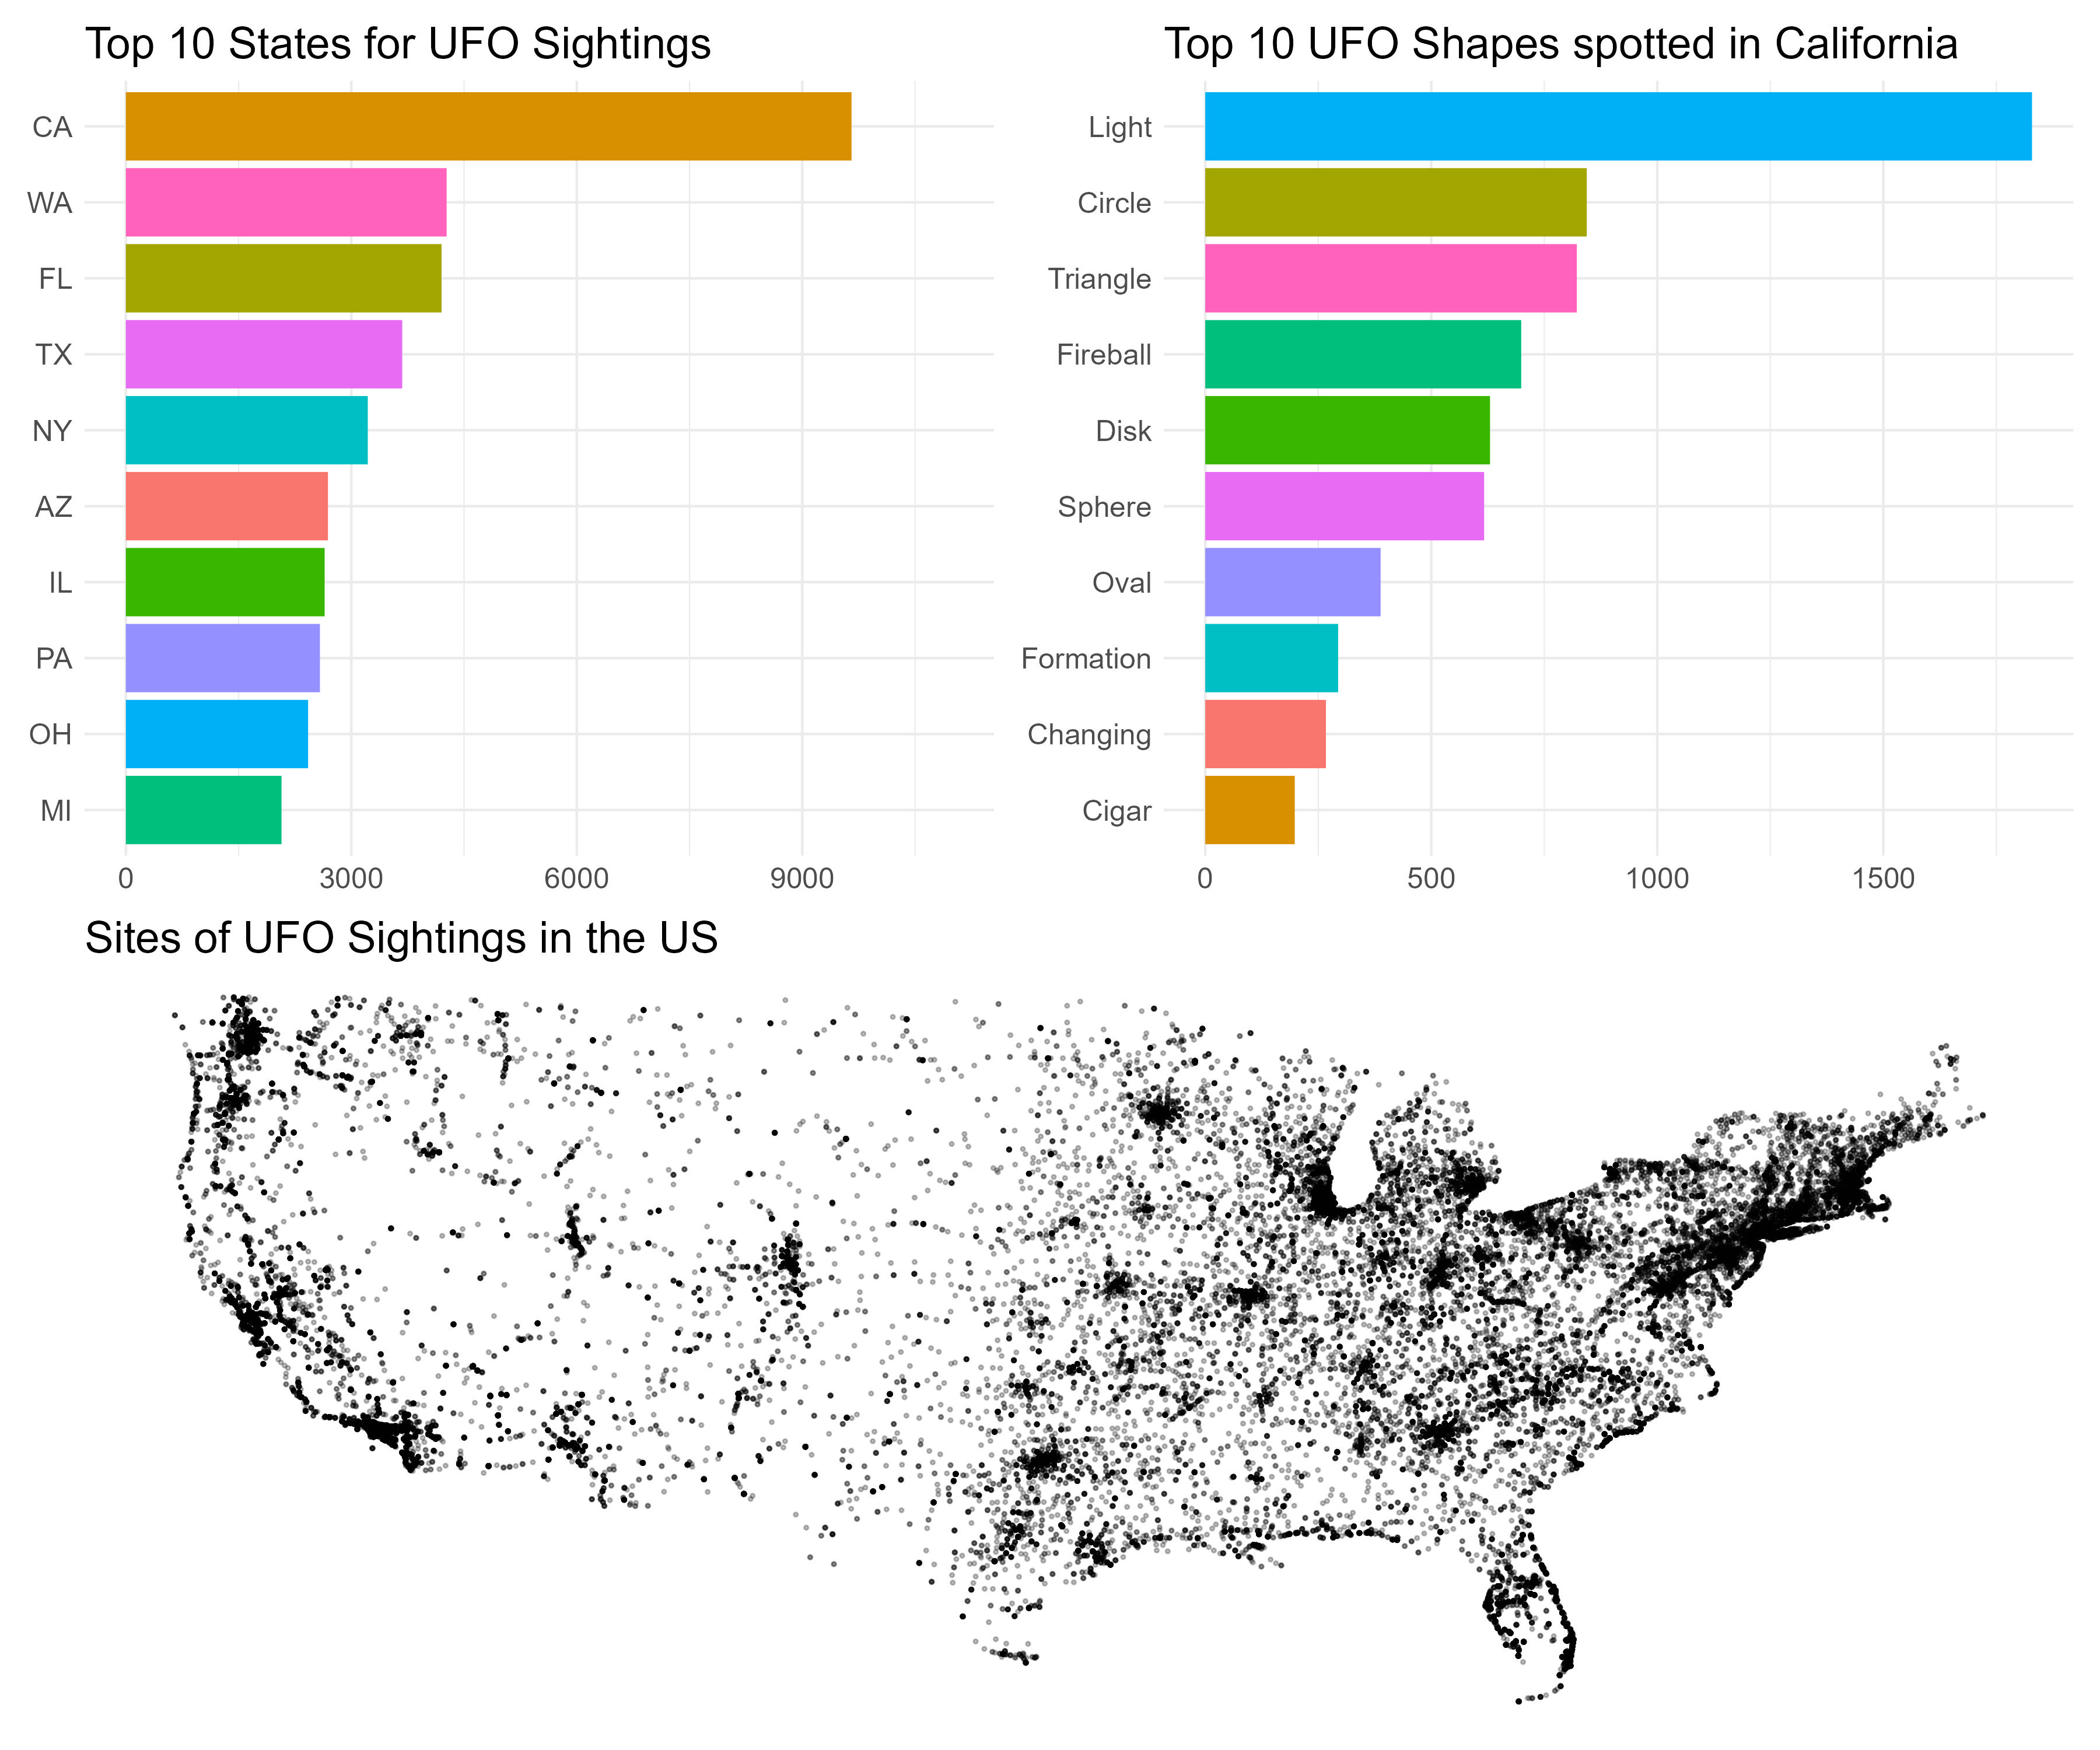 Top 10 States for UFO Sightings
CA
WA
FL
TX
NY
AZ
IL
PA
OH
MI
0 3000 6000 9000
Top 10 UFO Shapes spotted in California
Light
Circle
Triangle
Fireball
Disk
Sphere
Oval
Formation
Changing
Cigar
0 500 1000 1500
Sites of UFO Sightings in the US